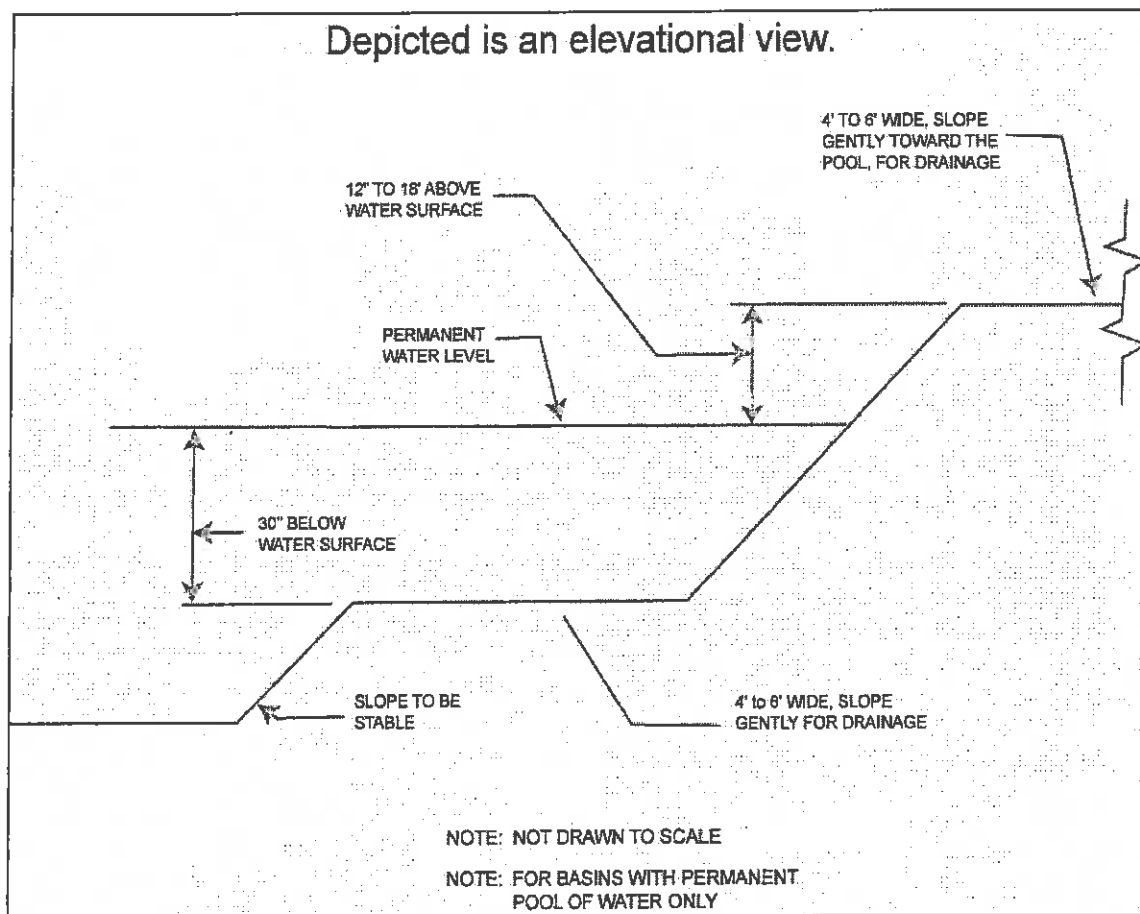 Depicted is an elevational view.
4' TO 6' WIDE, SLOPE
GENTLY TOWARD THE
POOL, FOR DRAINAGE
12" TO 18' ABOVE
WATER SURFACE
PERMANENT
WATER LEVEL
30" BELOW
WATER SURFACE
SLOPE TO BE
STABLE
4' to 6' WIDE, SLOPE
GENTLY FOR DRAINAGE
NOTE: NOT DRAWN TO SCALE
NOTE: FOR BASINS WITH PERMANENT
POOL OF WATER ONLY